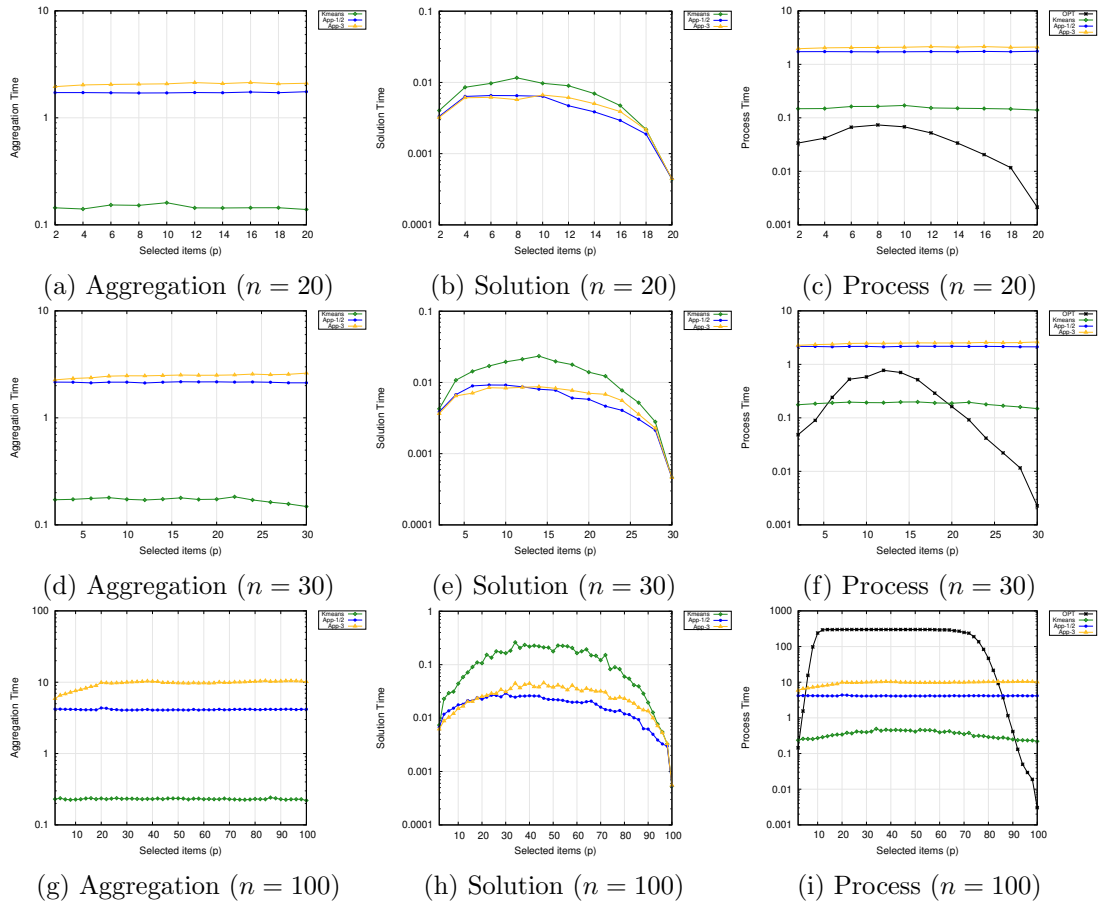 Kmeans
App-1/2
App-3
Aggregation Time
10
1
0.1
2 4 6 8 10 12 14 16 18 20
Selected items (p)
(a) Aggregation (n = 20)
Kmeans
App-1/2
App-3
Solution Time
0.1
0.01
0.001
0.0001
2 4 6 8 10 12 14 16 18 20
Selected items (p)
(b) Solution (n = 20)
OPT
Kmeans
App-1/2
App-3
Process Time
10
1
0.1
0.01
0.001
2 4 6 8 10 12 14 16 18 20
Selected items (p)
(c) Process (n = 20)
Kmeans
App-1/2
App-3
Aggregation Time
10
1
0.1
5 10 15 20 25 30
Selected items (p)
(d) Aggregation (n = 30)
Kmeans
App-1/2
App-3
Solution Time
0.1
0.01
0.001
0.0001
5 10 15 20 25 30
Selected items (p)
(e) Solution (n = 30)
OPT
Kmeans
App-1/2
App-3
Process Time
10
1
0.1
0.01
0.001
5 10 15 20 25 30
Selected items (p)
(f) Process (n = 30)
Kmeans
App-1/2
App-3
Aggregation Time
100
10
1
0.1
10 20 30 40 50 60 70 80 90 100
Selected items (p)
(g) Aggregation (n = 100)
Kmeans
App-1/2
App-3
Solution Time
1
0.1
0.01
0.001
0.0001
10 20 30 40 50 60 70 80 90 100
Selected items (p)
(h) Solution (n = 100)
OPT
Kmeans
App-1/2
App-3
Process Time
1000
100
10
1
0.1
0.01
0.001
10 20 30 40 50 60 70 80 90 100
Selected items (p)
(i) Process (n = 100)